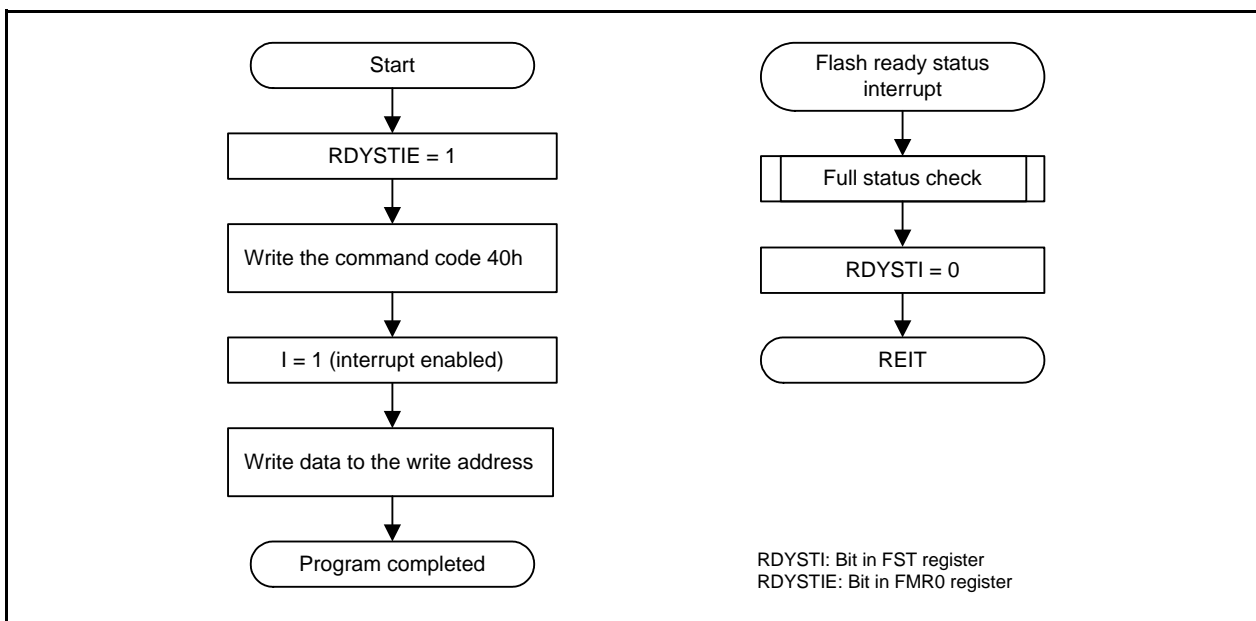 Start
RDYSTIE = 1
Write the command code 40h
I = 1 (interrupt enabled)
Write data to the write address
Program completed
Flash ready status
interrupt
Full status check
RDYSTI = 0
REIT
RDYSTI: Bit in FST register
RDYSTIE: Bit in FMR0 register